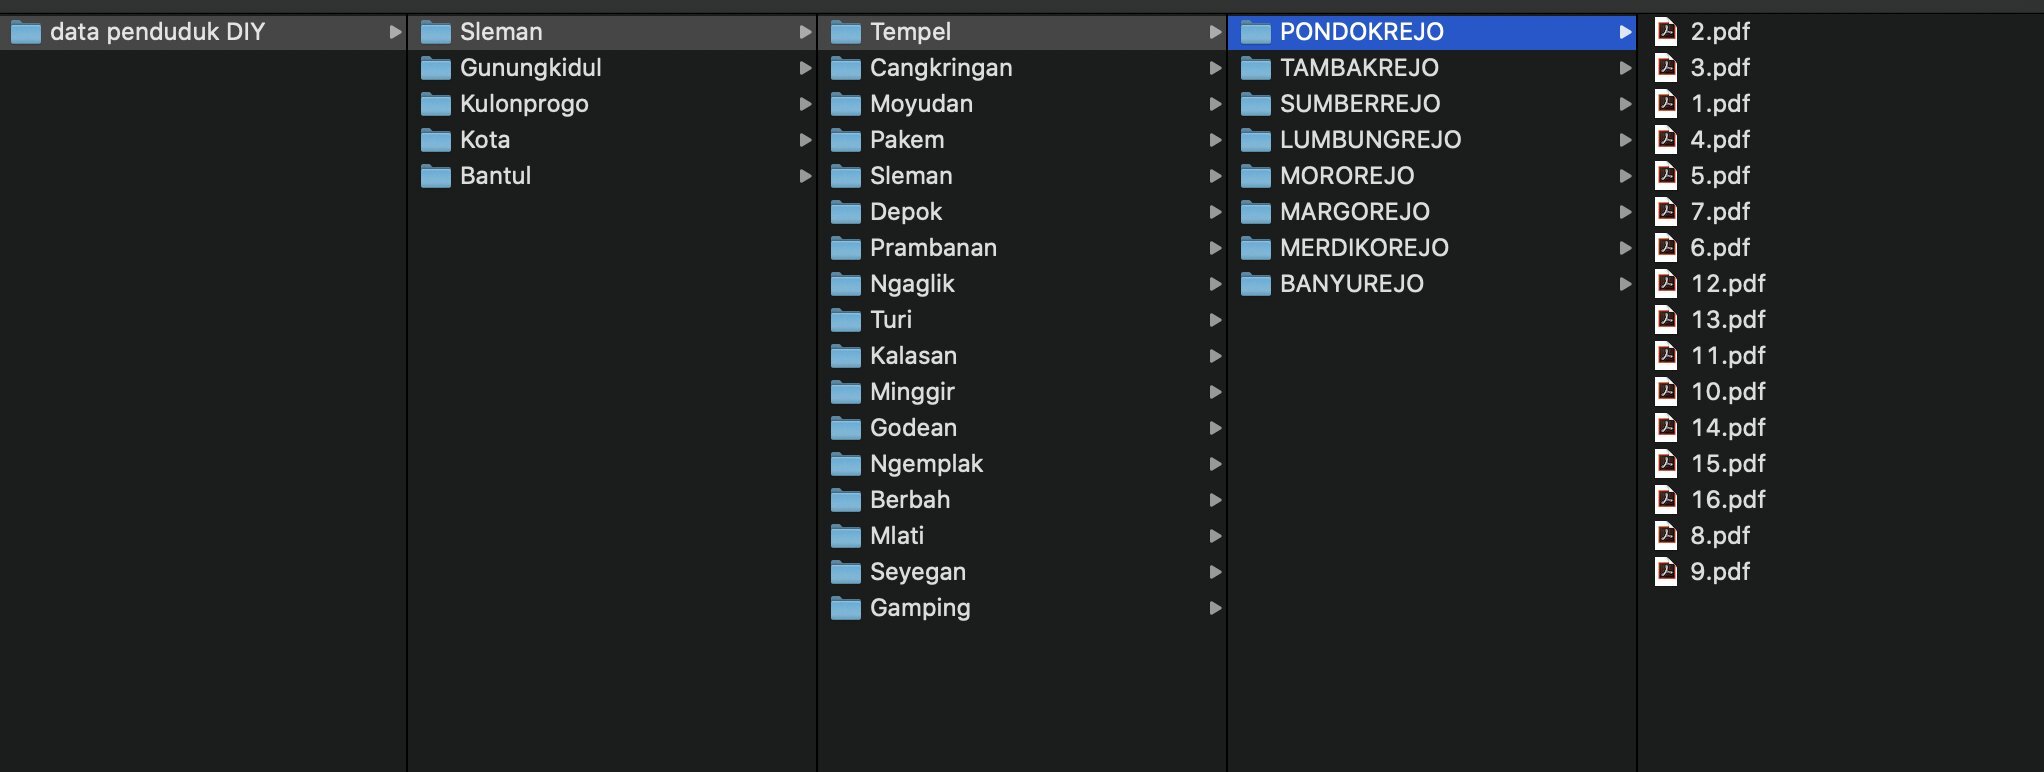 data penduduk DIY
Sleman
Gunungkidul
Kulonprogo
Kota
Bantul
Tempel
Cangkringan
Moyudan
Pakem
Sleman
Depok
Prambanan
Ngaglik
Turi
Kalasan
Minggir
Godean
Ngemplak
Berbah
Mlati
Seyegan
Gamping
PONDOKREJO
TAMBAKREJO
SUMBERREJO
LUMBUNGREJO
MOROREJO
MARGOREJO
MERDIKOREJO
BANYUREJO
2.pdf
3.pdf
1.pdf
4.pdf
5.pdf
7.pdf
6.pdf
12.pdf
13.pdf
11.pdf
10.pdf
14.pdf
15.pdf
16.pdf
8.pdf
9.pdf